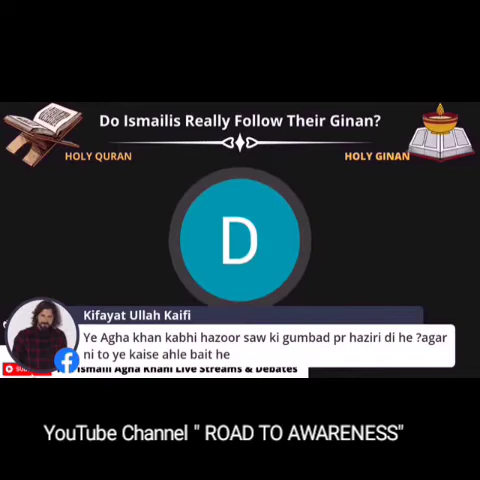 Do Ismailis Really Follow Their Ginan?
HOLY QURAN
HOLY GINAN
D
Kifayat Ullah Kaifi
Ye Agha khan kabhi hazoor saw ki gumbad pr haziri di he ?agar
ni to ye kaise ahle bait he
Ismaili Agha Khani Live Streams & Debates
YouTube Channel " ROAD TO AWARENESS"